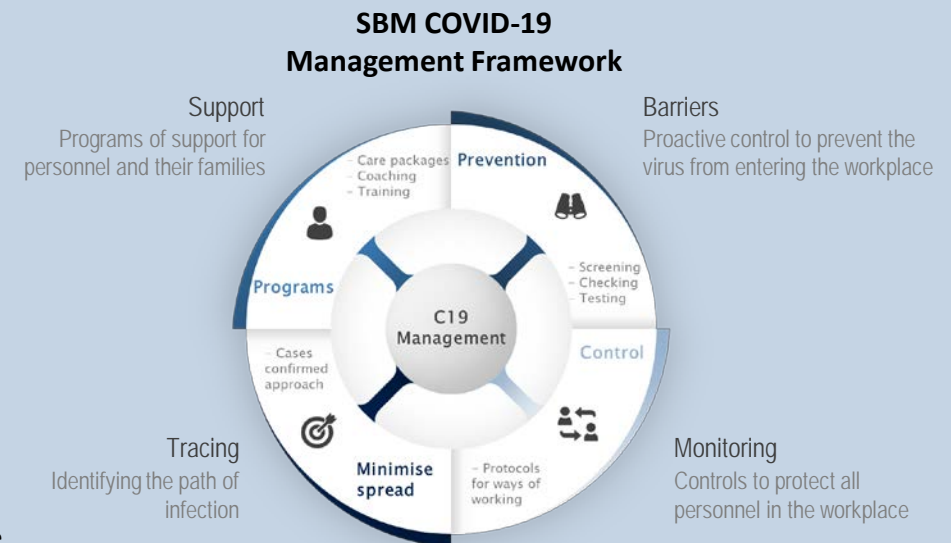 SBM COVID-19
Management Framework
Support
Programs of support for
personnel and their families
Barriers
Proactive control to prevent the
virus from entering the workplace
- Care packages
- Coaching
- Training
Programs
Prevention
- Screening
- Checking
- Testing
C19
Management
- Cases
confirmed
approach
Minimise
spread
Control
- Protocols
for ways of
working
Tracing
Identifying the path of
infection
Monitoring
Controls to protect all
personnel in the workplace